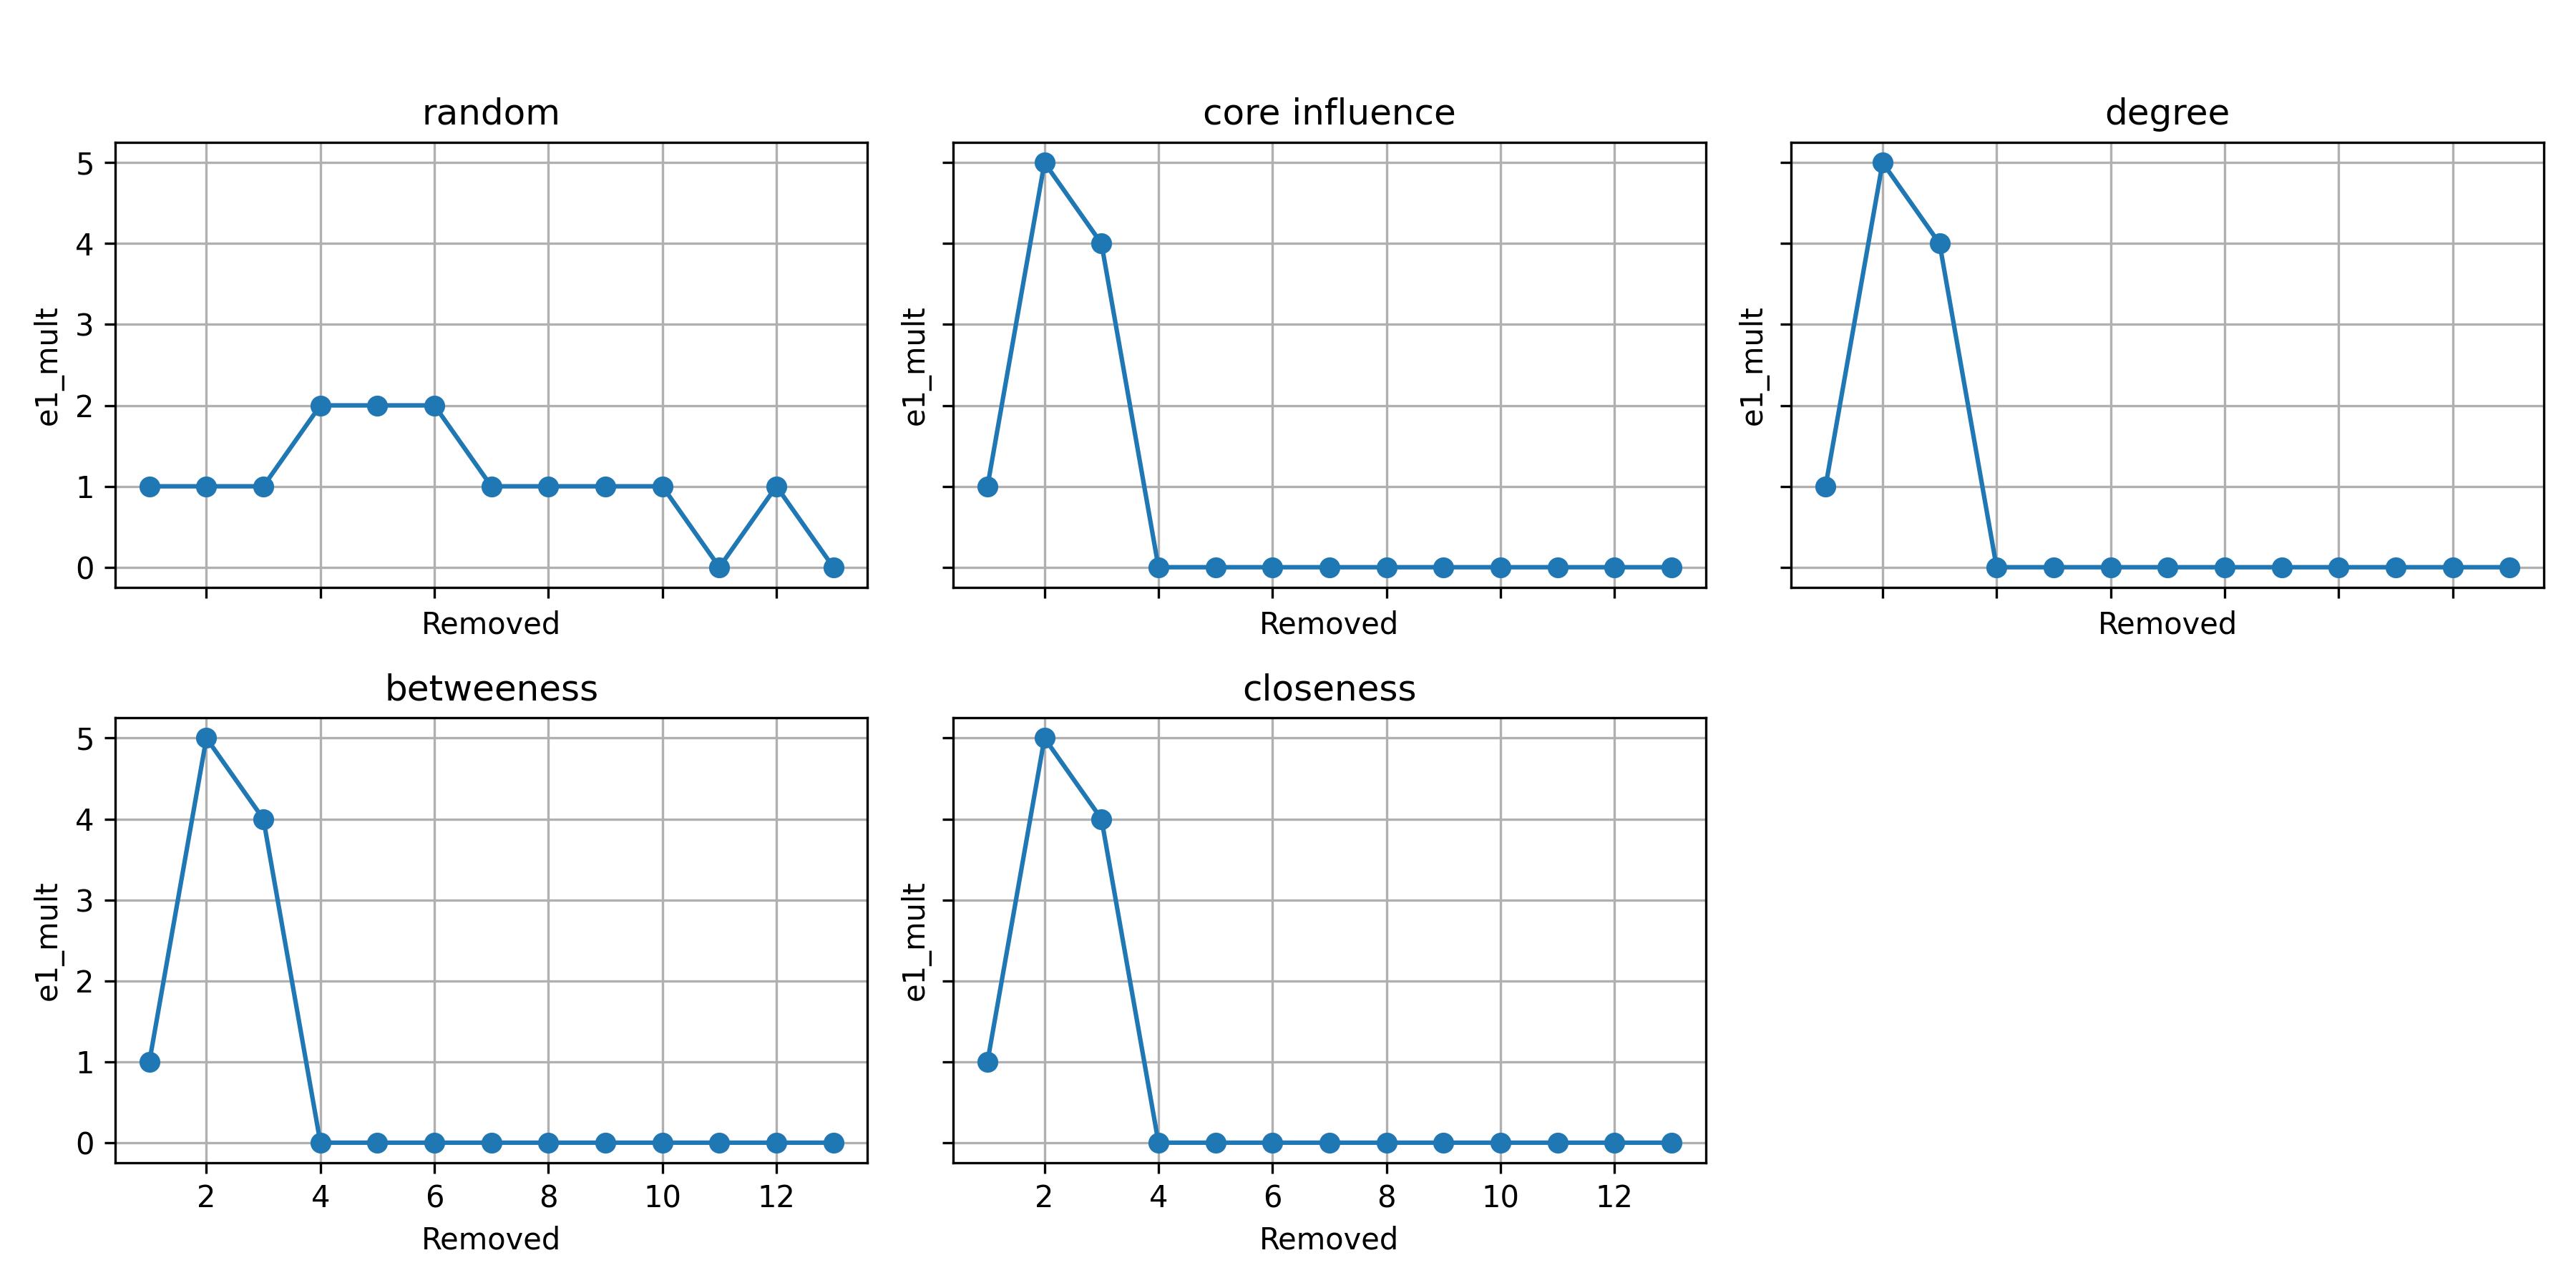 random
core influence
degree
5
4
3
2
1
0
e1_mult
e1_mult
e1_mult
Removed
Removed
Removed
betweeness
closeness
5
4
3
2
1
0
e1_mult
e1_mult
2 4 6 8 10 12
2 4 6 8 10 12
Removed
Removed